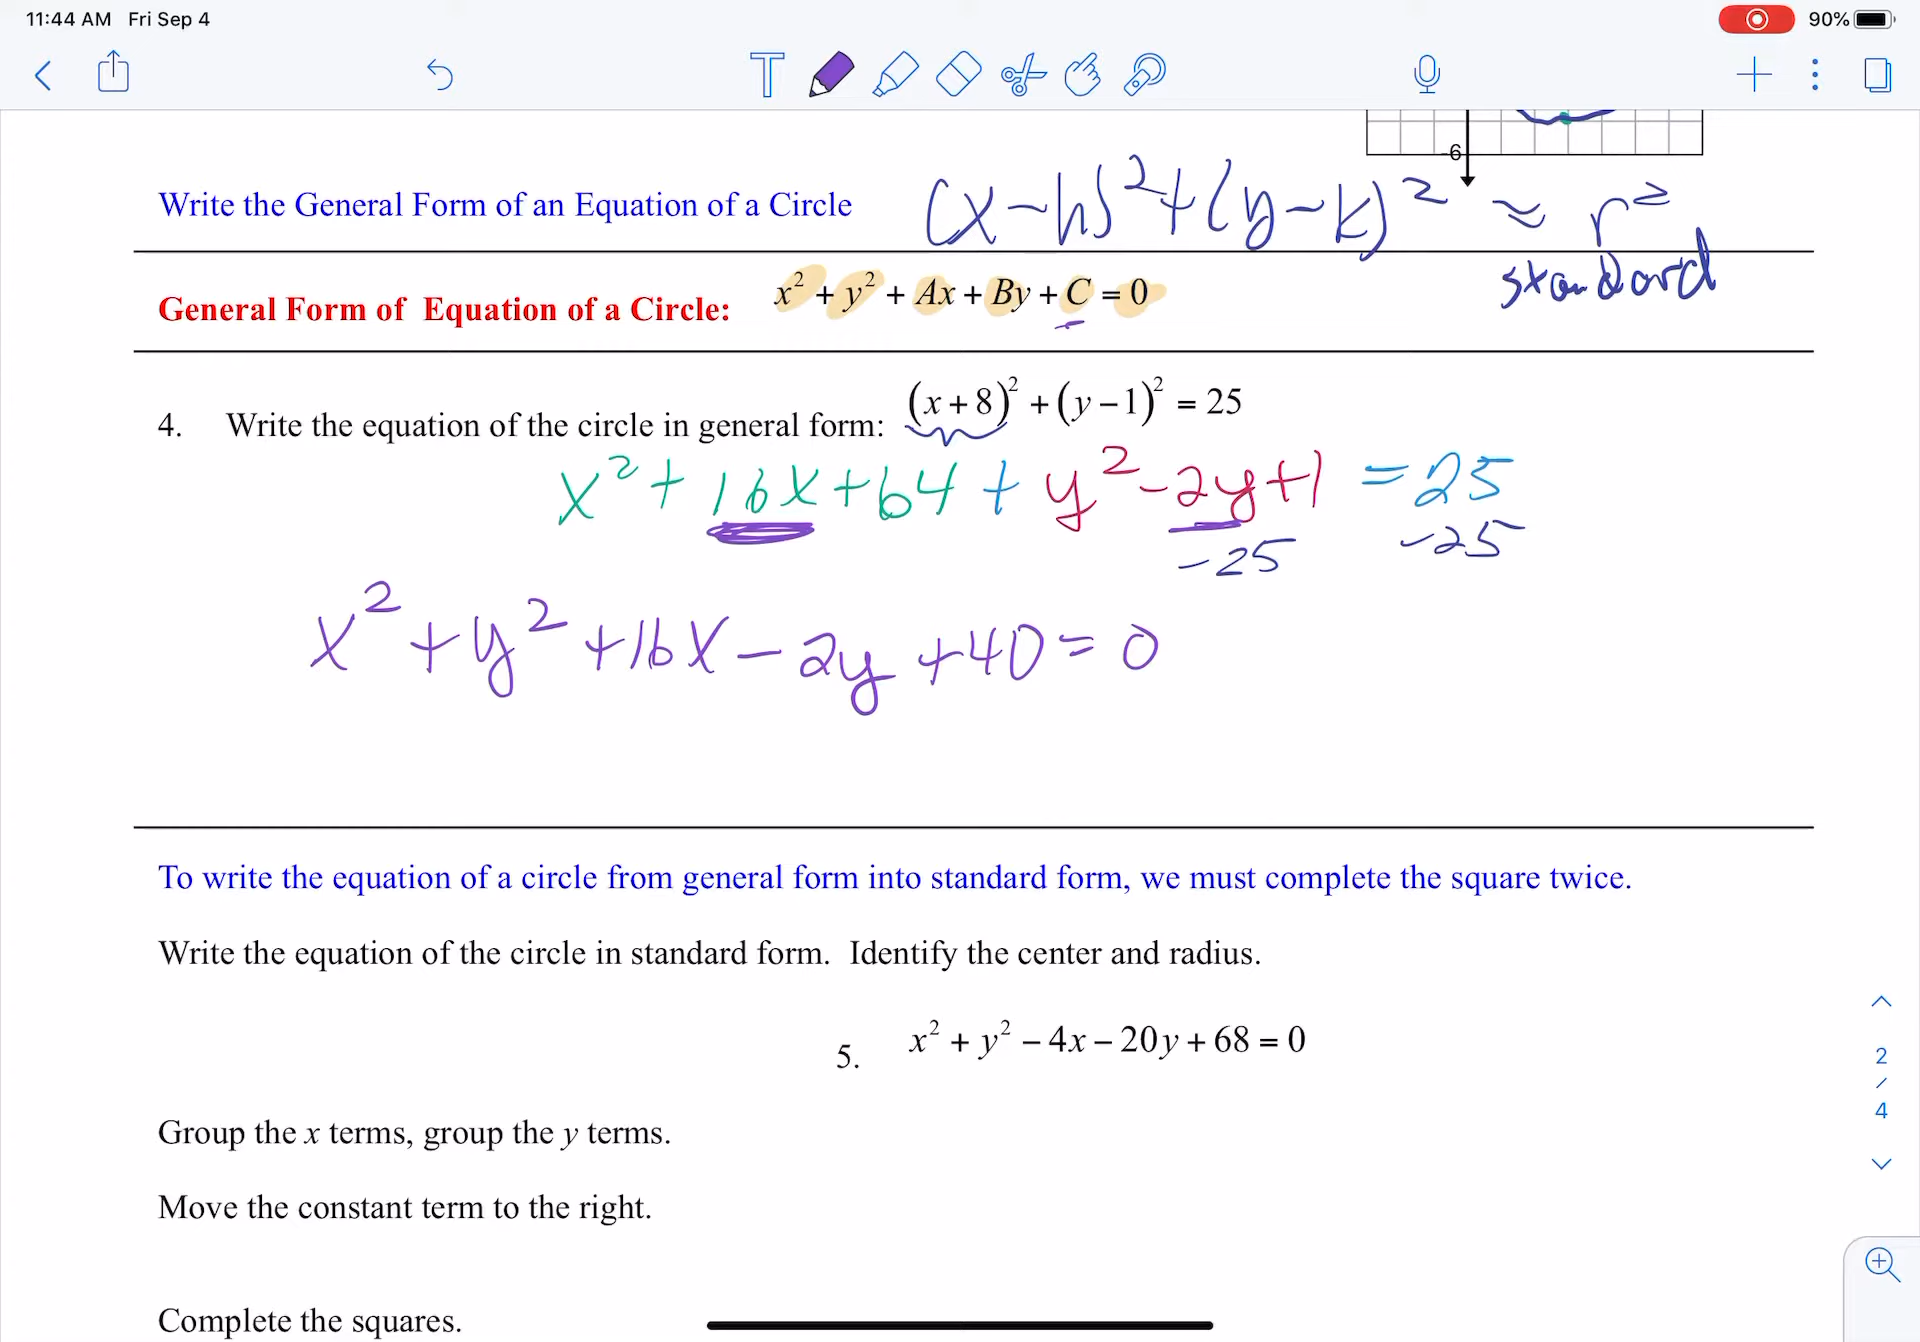 11:44 AM Fri Sep 4
90%
T
-6
Write the General Form of an Equation of a Circle (x-h)²+(y-k)² = r²
standard
General Form of Equation of a Circle: x² + y² + Ax + By + C = 0
4. Write the equation of the circle in general form: (x+8)² + (y-1)² = 25
x² + 16x + 64 + y² - 2y + 1 = 25
-25 -25
x² + y² + 16x - 2y + 40 = 0
To write the equation of a circle from general form into standard form, we must complete the square twice.
Write the equation of the circle in standard form. Identify the center and radius.
5. x² + y² - 4x - 20y + 68 = 0
Group the x terms, group the y terms.
Move the constant term to the right.
Complete the squares.
2
/
4